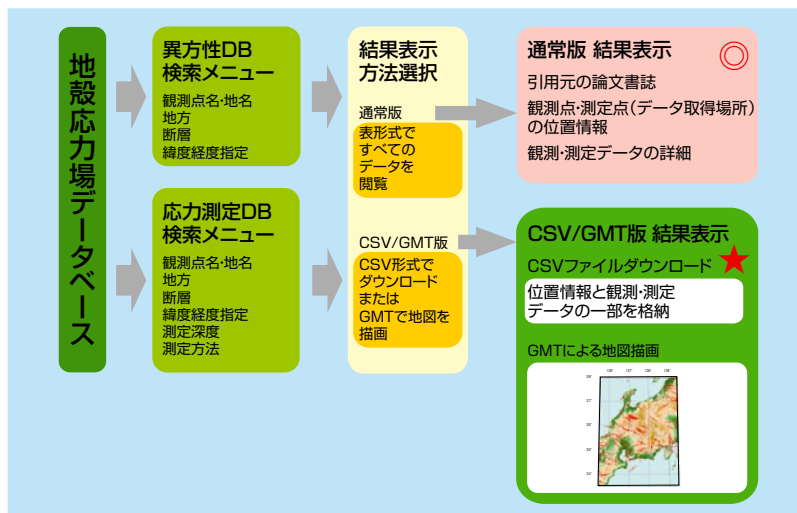 地殻応力場データベース
異方性DB
検索メニュー
観測点名・地名
地方
断層
緯度経度指定
応力測定DB
検索メニュー
観測点名・地名
地方
断層
緯度経度指定
測定深度
測定方法
結果表示
方法選択
通常版
表形式で
すべての
データを
閲覧
CSV/GMT版
CSV形式で
ダウンロード
または
GMTで地図を
描画
通常版 結果表示
引用元の論文書誌
観測点・測定点（データ取得場所）
の位置情報
観測・測定データの詳細
CSV/GMT版 結果表示
CSVファイルダウンロード
位置情報と観測・測定
データの一部を格納
GMTによる地図描画